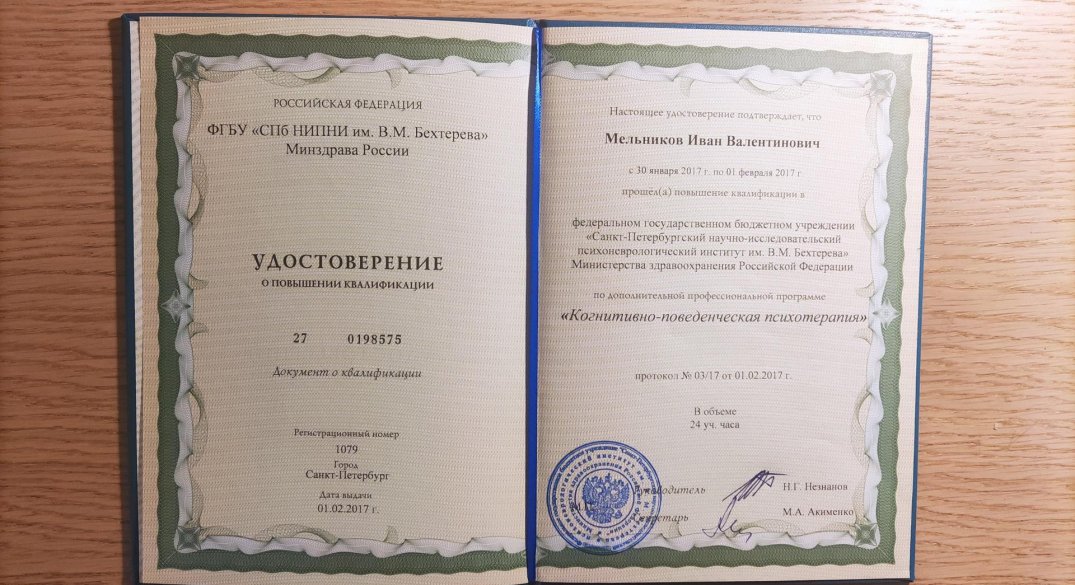 РОССИЙСКАЯ ФЕДЕРАЦИЯ
ФГБУ «СПб НИПНИ им. В.М. Бехтерева»
Минздрава России
УДОСТОВЕРЕНИЕ
О ПОВЫШЕНИИ КВАЛИФИКАЦИИ
27 0198575
Документ о квалификации
Регистрационный номер
1079
Город
Санкт-Петербург
Дата выдачи
01.02.2017 г.
Настоящее удостоверение подтверждает, что
Мельников Иван Валентинович
с 30 января 2017 г. по 01 февраля 2017 г
прошел(а) повышение квалификации в
федеральном государственном бюджетном учреждении
«Санкт-Петербургский научно-исследовательский
психоневрологический институт им. В.М. Бехтерева»
Министерства здравоохранения Российской Федерации
по дополнительной профессиональной программе
«Когнитивно-поведенческая психотерапия»
протокол № 03/17 от 01.02.2017 г.
В объеме
24 уч. часа
Руководитель Н.Г. Незнанов
М.П.
Секретарь М.А. Акименко